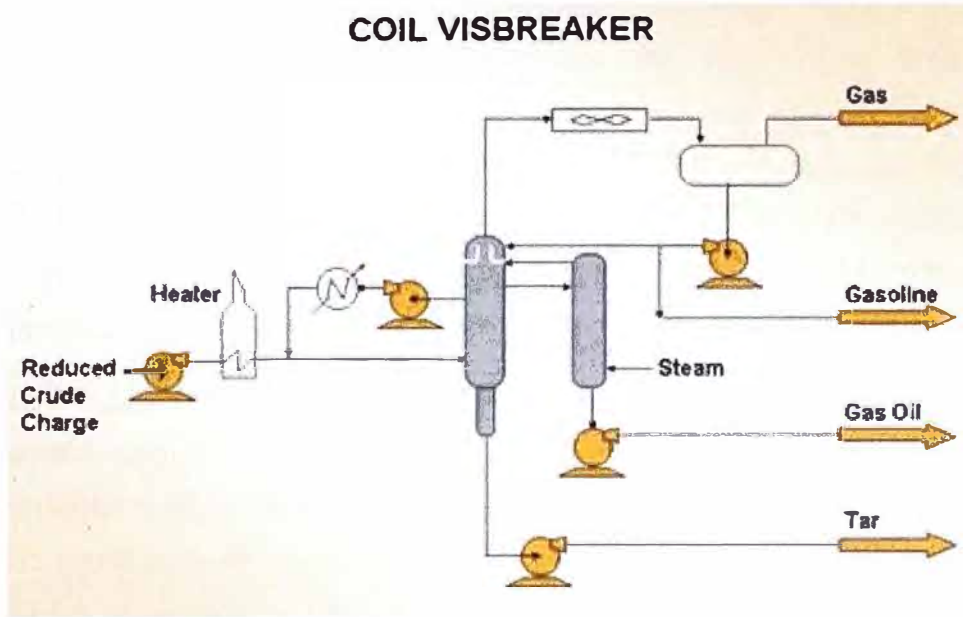 COIL VISBREAKER
Gas
Heater
Gasoline
Reduced
Crude
Charge
Steam
Gas Oil
Tar